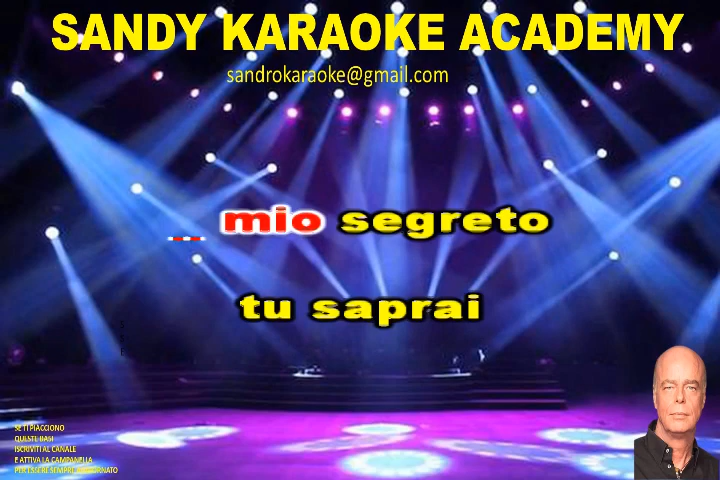 SANDY KARAOKE ACADEMY
sandrokaraoke@gmail.com
... mio segreto
tu saprai
SE TI PIACCIONO
QUESTE BASI
ISCRIVITI AL CANALE
E ATTIVA LA CAMPANELLA
PER ESSERE SEMPRE AGGIORNATO